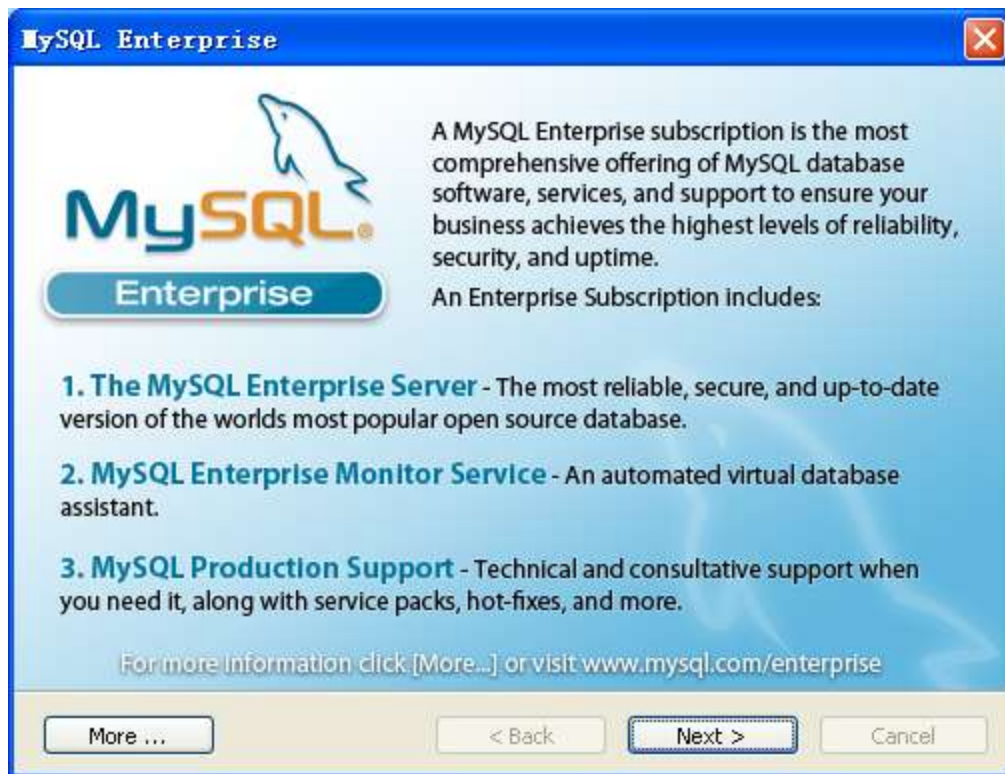 MySQL Enterprise
MySQL®
Enterprise
A MySQL Enterprise subscription is the most
comprehensive offering of MySQL database
software, services, and support to ensure your
business achieves the highest levels of reliability,
security, and uptime.
An Enterprise Subscription includes:
1. The MySQL Enterprise Server - The most reliable, secure, and up-to-date
version of the worlds most popular open source database.
2. MySQL Enterprise Monitor Service - An automated virtual database
assistant.
3. MySQL Production Support - Technical and consultative support when
you need it, along with service packs, hot-fixes, and more.
For more information click [More...] or visit www.mysql.com/enterprise
More ...
< Back
Next >
Cancel